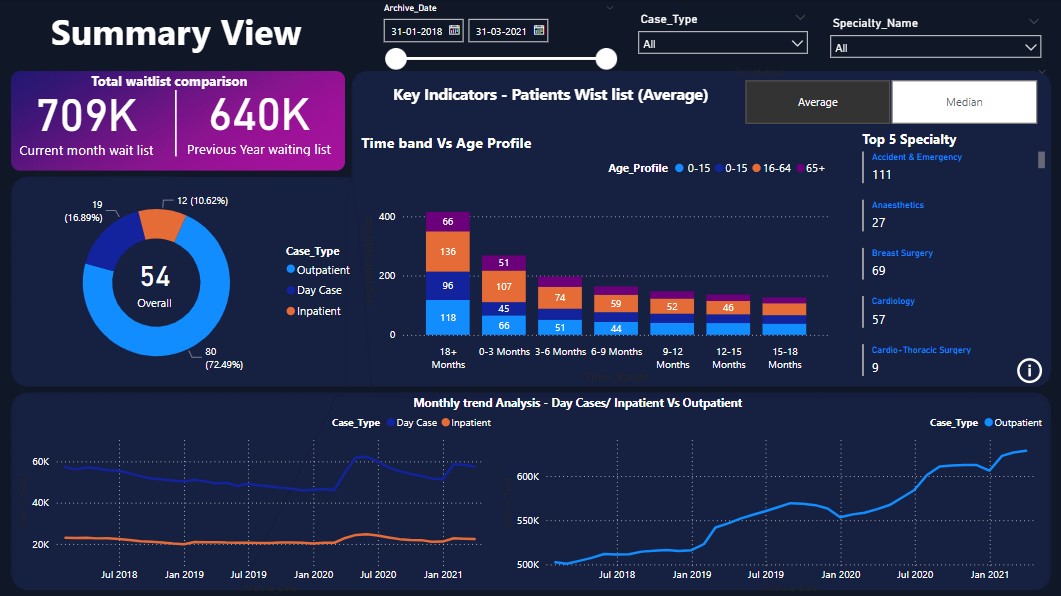 Summary View
Archive_Date
31-01-2018
31-03-2021
Case_Type
All
Specialty_Name
All
Total waitlist comparison
709K
Current month wait list
640K
Previous Year waiting list
Key Indicators - Patients Wist list (Average)
Average
Median
19
(16.89%)
12 (10.62%)
54
Overall
80
(72.49%)
Case_Type
Outpatient
Day Case
Inpatient
Time band Vs Age Profile
Age_Profile 0-15 0-15 16-64 65+
400
200
0
66
136
96
118
51
107
45
66
74
51
59
44
52
46
18+
Months
0-3 Months
3-6 Months
6-9 Months
9-12
Months
12-15
Months
15-18
Months
Top 5 Specialty
Accident & Emergency
111
Anaesthetics
27
Breast Surgery
69
Cardiology
57
Cardio-Thoracic Surgery
9
i
Monthly trend Analysis - Day Cases/ Inpatient Vs Outpatient
Case_Type Day Case Inpatient
60K
40K
20K
Jul 2018 Jan 2019 Jul 2019 Jan 2020 Jul 2020 Jan 2021
Case_Type Outpatient
600K
550K
500K
Jul 2018 Jan 2019 Jul 2019 Jan 2020 Jul 2020 Jan 2021